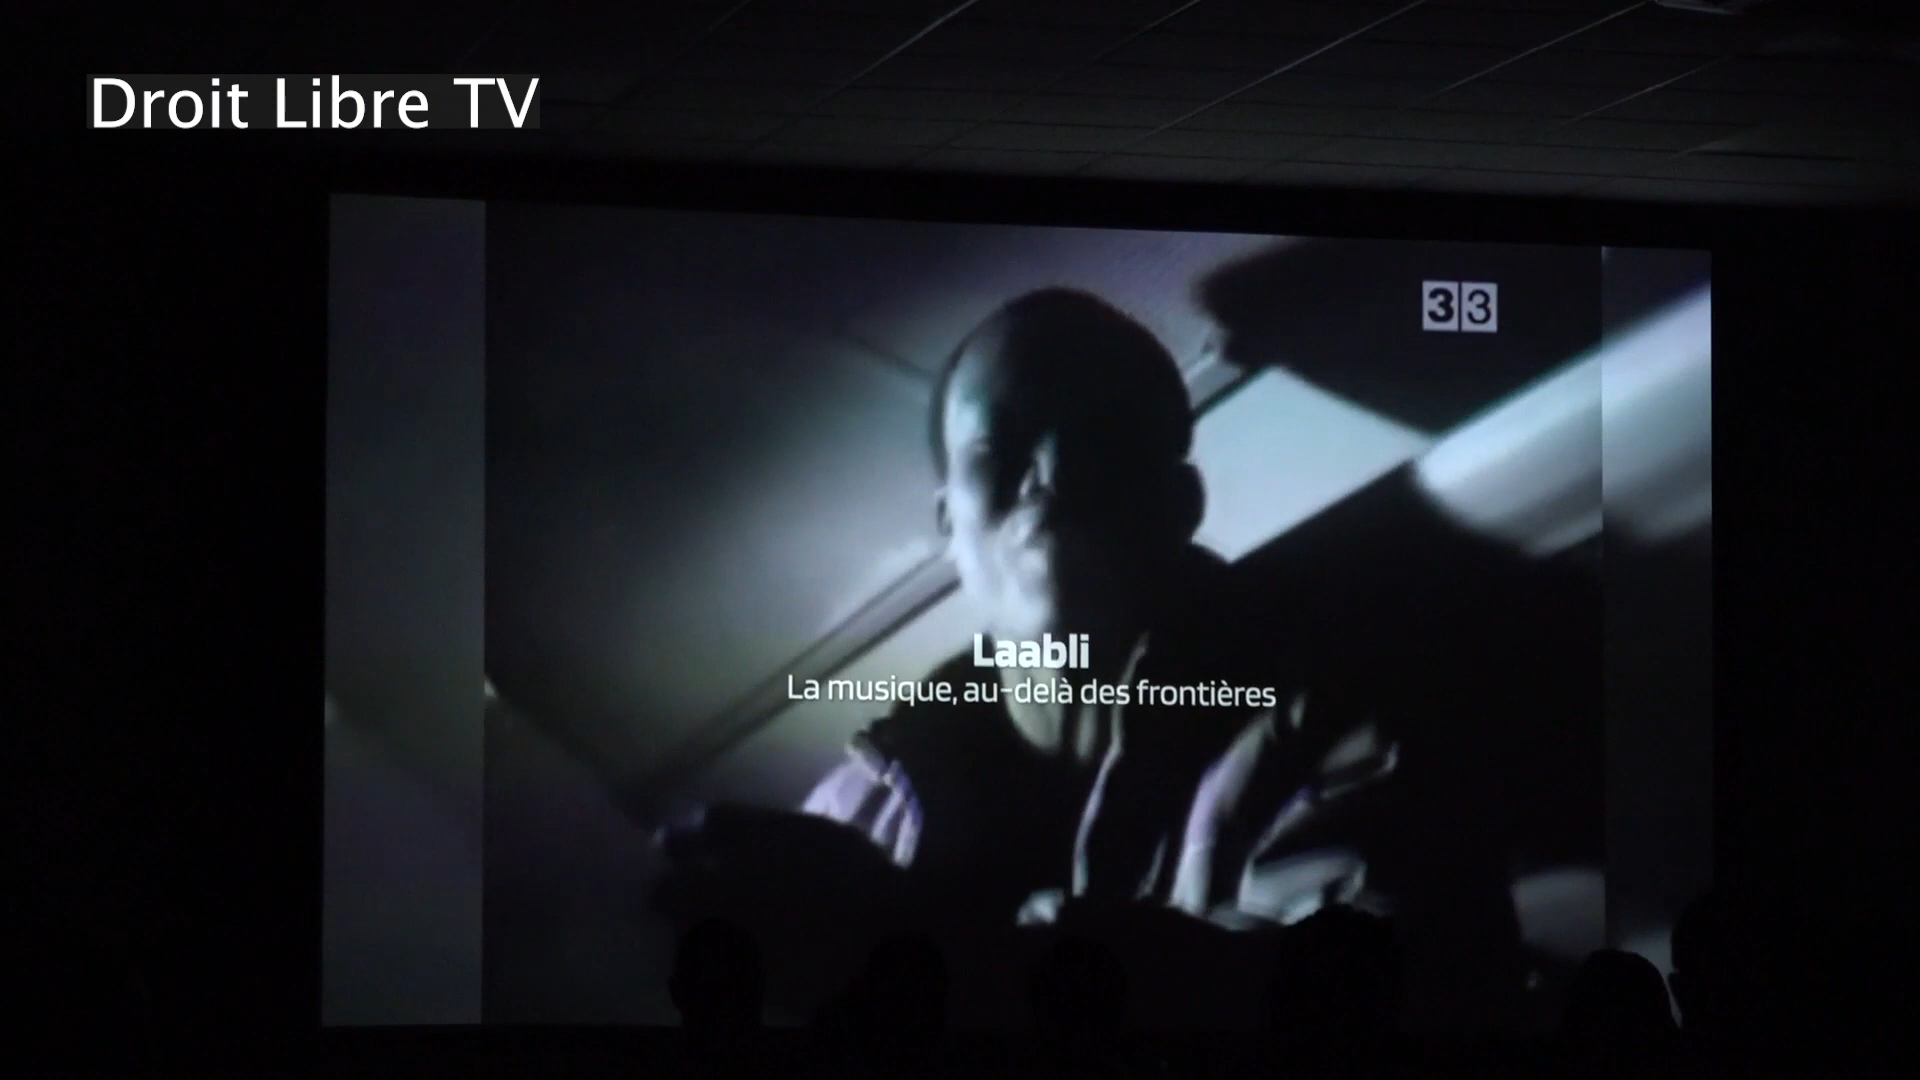 Droit Libre TV
33
Laabli
La musique, au-delà des frontières